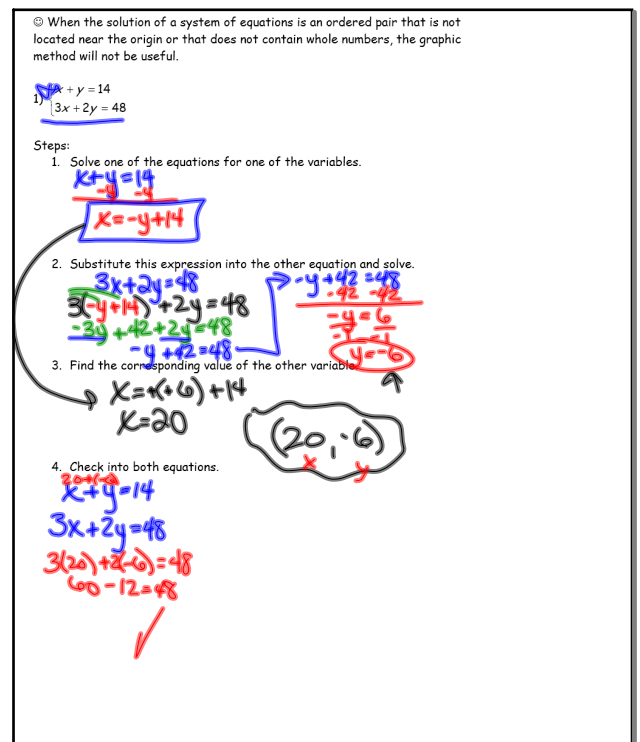 ☺ When the solution of a system of equations is an ordered pair that is not
located near the origin or that does not contain whole numbers, the graphic
method will not be useful.
x + y = 14
1) 3x + 2y = 48
Steps:
1. Solve one of the equations for one of the variables.
x+y=14
-y -y
x=-y+14
2. Substitute this expression into the other equation and solve.
3x+2y=48
3(-y+14)+2y=48
-3y+42+2y=48
-y+42=48
-y+42=48
-42 -42
-y=6
-1 -1
y=-6
3. Find the corresponding value of the other variable.
x=+(+6)+14
x=20
(20,-6)
x y
4. Check into both equations.
20+(-6)
x+y=14
3x+2y=48
3(20)+2(-6)=48
60-12=48